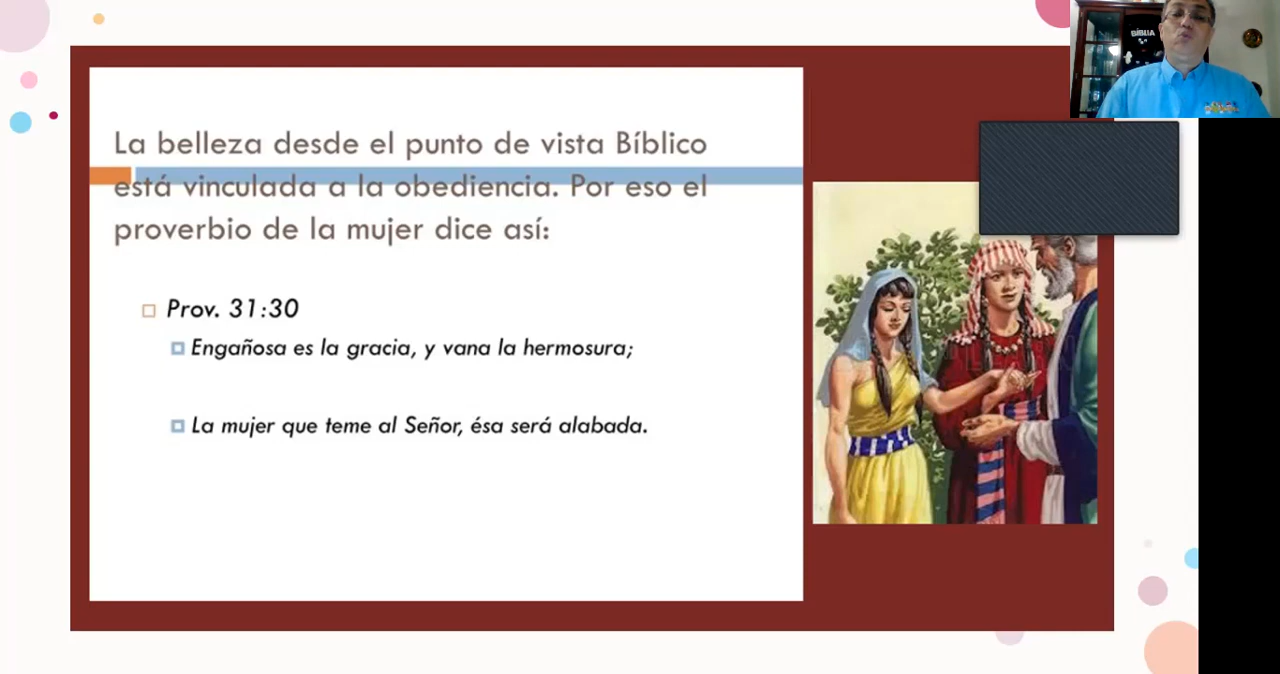 La belleza desde el punto de vista Bíblico
está vinculada a la obediencia. Por eso el
proverbio de la mujer dice así:
Prov. 31:30
Engañosa es la gracia, y vana la hermosura;
La mujer que teme al Señor, ésa será alabada.
BÍBLIA